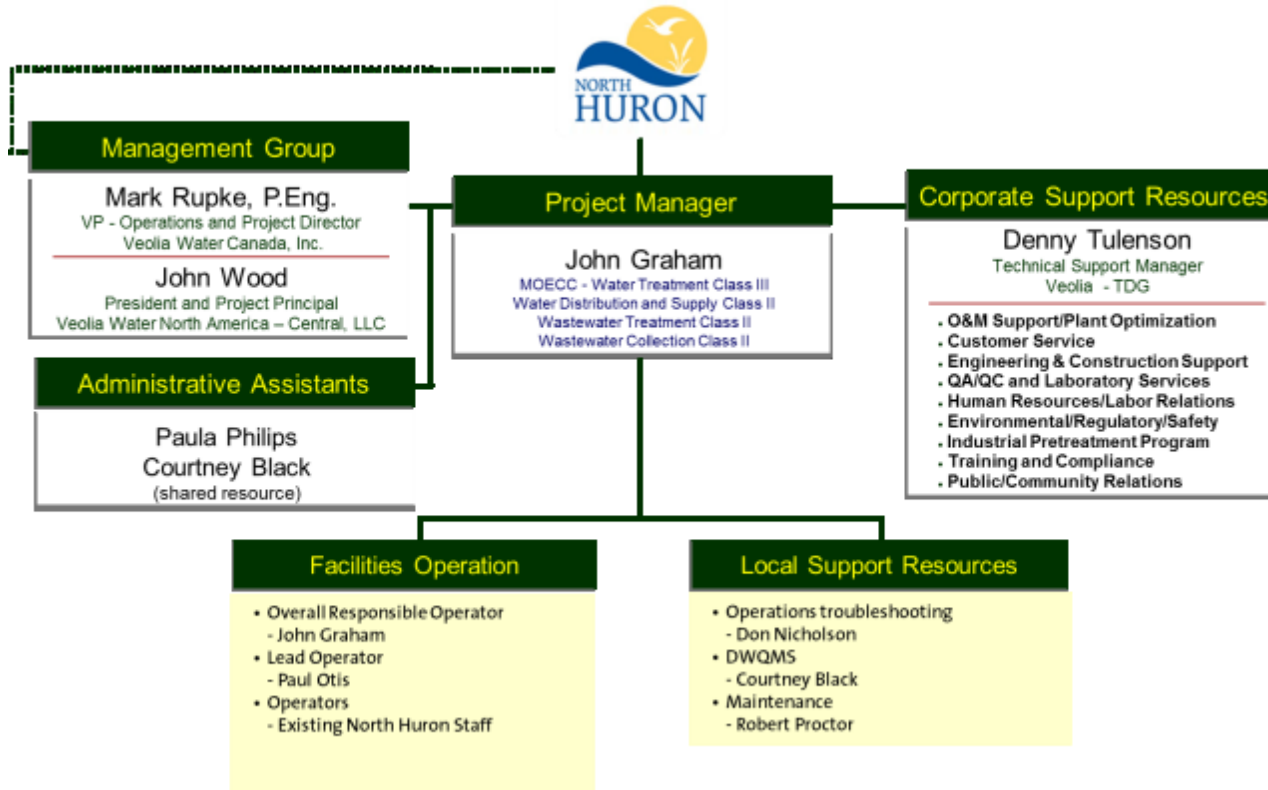 NORTH
HURON
Management Group
Mark Rupke, P.Eng.
VP - Operations and Project Director
Veolia Water Canada, Inc.
John Wood
President and Project Principal
Veolia Water North America – Central, LLC
Administrative Assistants
Paula Philips
Courtney Black
(shared resource)
Project Manager
John Graham
MOECC - Water Treatment Class III
Water Distribution and Supply Class II
Wastewater Treatment Class II
Wastewater Collection Class II
Corporate Support Resources
Denny Tulenson
Technical Support Manager
Veolia - TDG
• O&M Support/Plant Optimization
• Customer Service
• Engineering & Construction Support
• QA/QC and Laboratory Services
• Human Resources/Labor Relations
• Environmental/Regulatory/Safety
• Industrial Pretreatment Program
• Training and Compliance
• Public/Community Relations
Facilities Operation
• Overall Responsible Operator
- John Graham
• Lead Operator
- Paul Otis
• Operators
- Existing North Huron Staff
Local Support Resources
• Operations troubleshooting
- Don Nicholson
• DWQMS
- Courtney Black
• Maintenance
- Robert Proctor